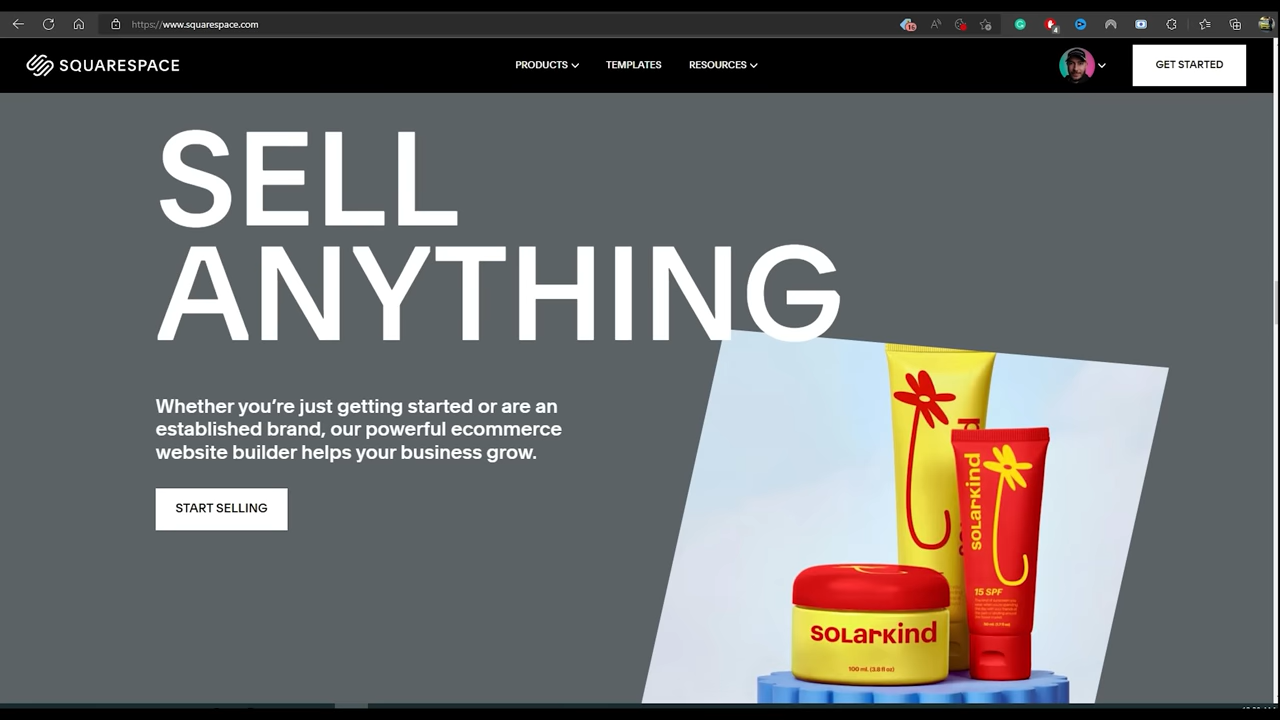 https://www.squarespace.com
SQUARESPACE
PRODUCTS
TEMPLATES
RESOURCES
GET STARTED
SELL
ANYTHING
Whether you’re just getting started or are an
established brand, our powerful ecommerce
website builder helps your business grow.
START SELLING
solarkind
15 SPF
solarkind
100 mL (3.8 fl oz)